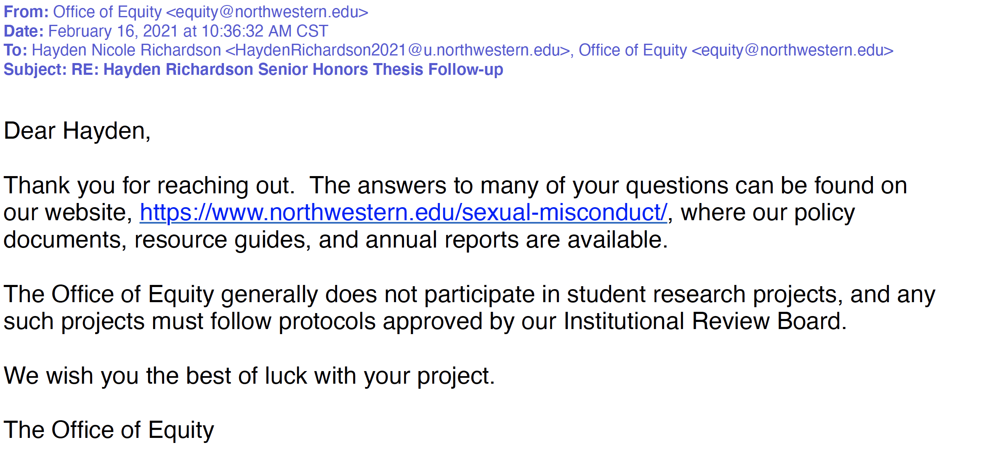 From: Office of Equity <equity@northwestern.edu>
Date: February 16, 2021 at 10:36:32 AM CST
To: Hayden Nicole Richardson <HaydenRichardson2021@u.northwestern.edu>, Office of Equity <equity@northwestern.edu>
Subject: RE: Hayden Richardson Senior Honors Thesis Follow-up
Dear Hayden,
Thank you for reaching out.  The answers to many of your questions can be found on
our website, https://www.northwestern.edu/sexual-misconduct/, where our policy
documents, resource guides, and annual reports are available.
The Office of Equity generally does not participate in student research projects, and any
such projects must follow protocols approved by our Institutional Review Board.
We wish you the best of luck with your project.
The Office of Equity